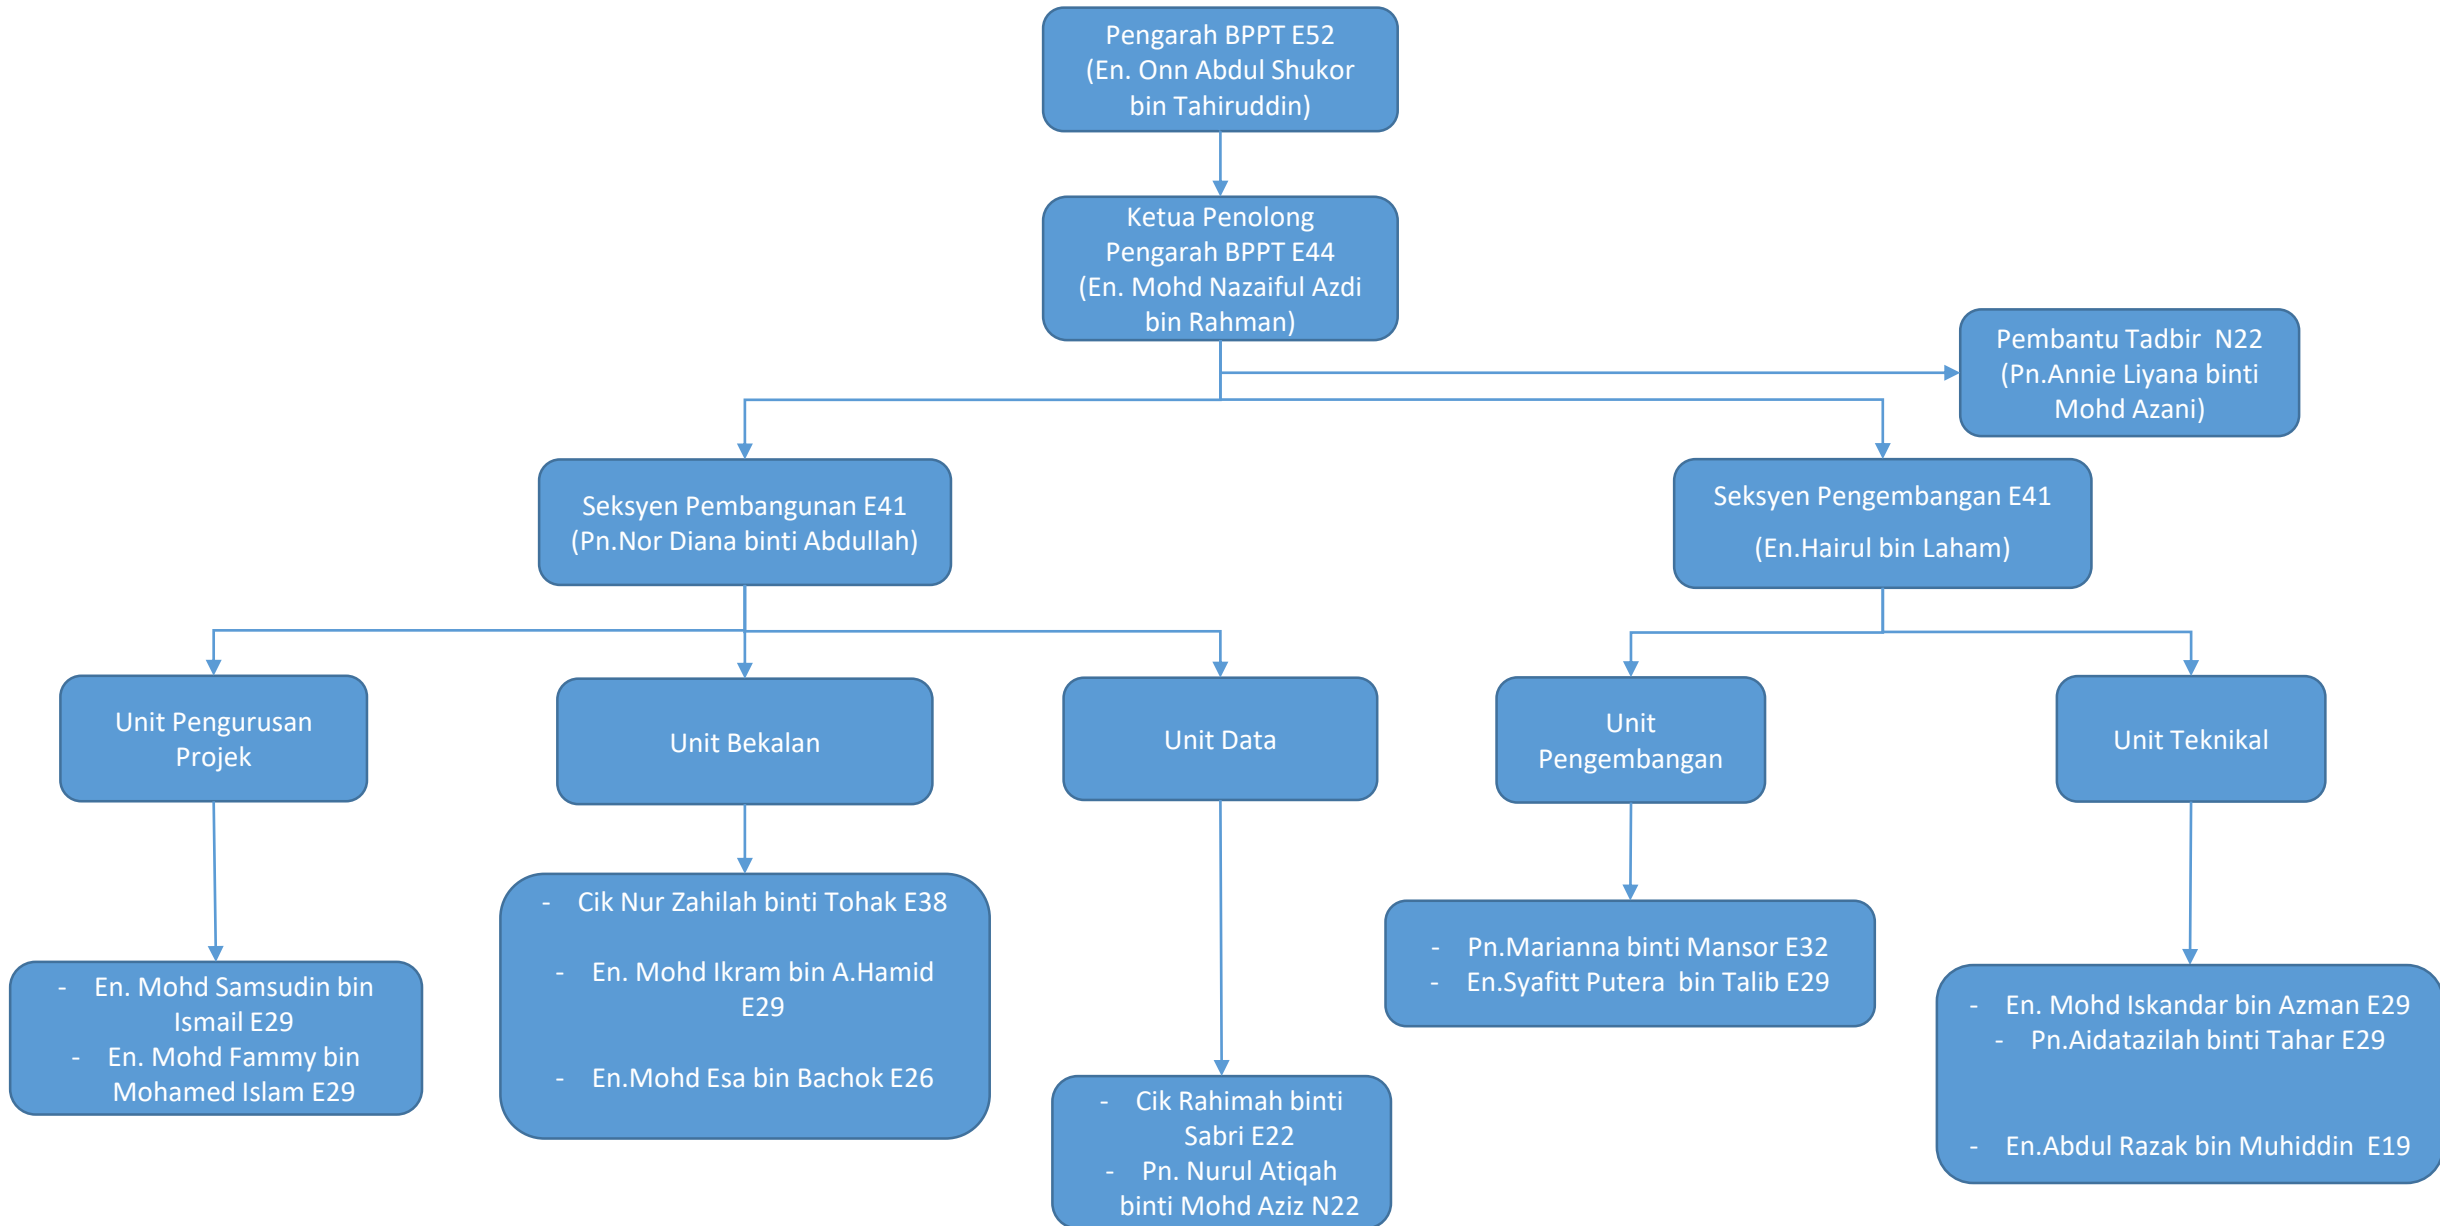 Pengarah BPPT E52
(En. Onn Abdul Shukor
bin Tahiruddin)
Ketua Penolong
Pengarah BPPT E44
(En. Mohd Nazaiful Azdi
bin Rahman)
Pembantu Tadbir  N22
(Pn.Annie Liyana binti
Mohd Azani)
Seksyen Pembangunan E41
(Pn.Nor Diana binti Abdullah)
Seksyen Pengembangan E41
(En.Hairul bin Laham)
Unit Pengurusan
Projek
Unit Bekalan
Unit Data
Unit
Pengembangan
Unit Teknikal
- En. Mohd Samsudin bin
Ismail E29
- En. Mohd Fammy bin
Mohamed Islam E29
- Cik Nur Zahilah binti Tohak E38
- En. Mohd Ikram bin A.Hamid
E29
- En.Mohd Esa bin Bachok E26
- Cik Rahimah binti
Sabri E22
- Pn. Nurul Atiqah
binti Mohd Aziz N22
- Pn.Marianna binti Mansor E32
- En.Syafitt Putera  bin Talib E29
- En. Mohd Iskandar bin Azman E29
- Pn.Aidatazilah binti Tahar E29
- En.Abdul Razak bin Muhiddin  E19